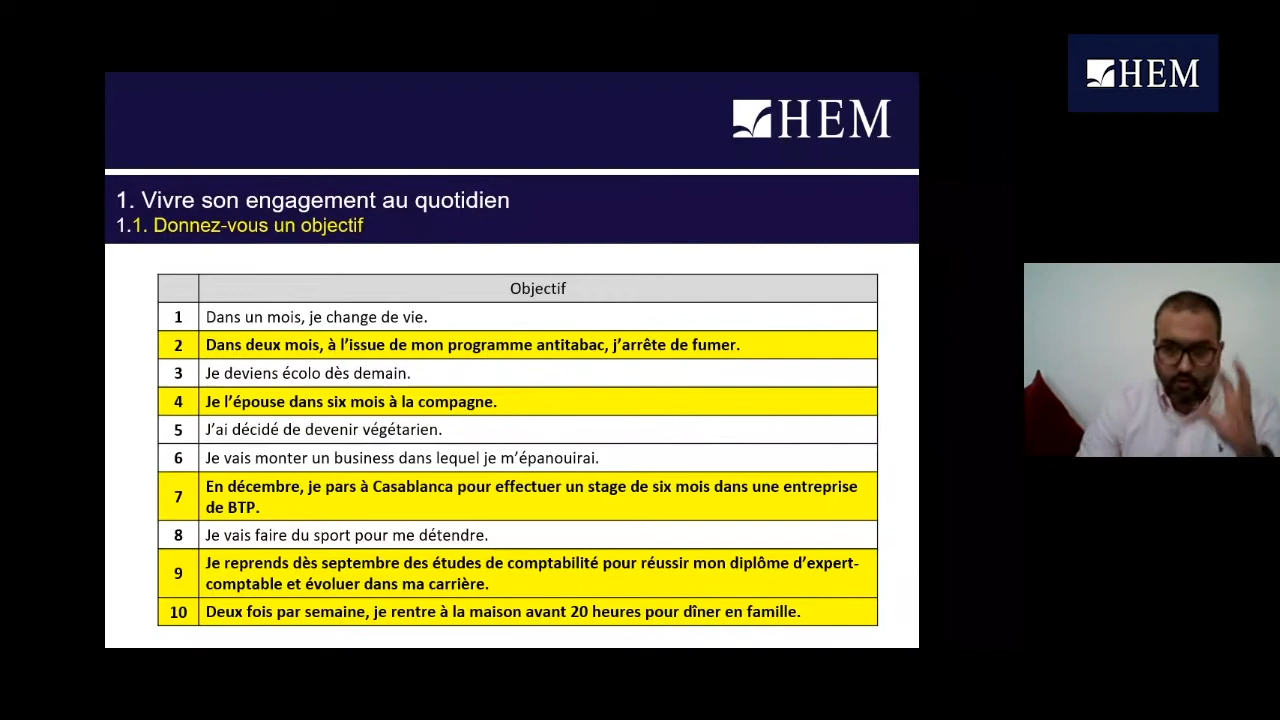 HEM
HEM
1. Vivre son engagement au quotidien
1.1. Donnez-vous un objectif
Objectif
1 Dans un mois, je change de vie.
2 Dans deux mois, à l’issue de mon programme antitabac, j’arrête de fumer.
3 Je deviens écolo dès demain.
4 Je l’épouse dans six mois à la compagne.
5 J’ai décidé de devenir végétarien.
6 Je vais monter un business dans lequel je m’épanouirai.
7 En décembre, je pars à Casablanca pour effectuer un stage de six mois dans une entreprise
de BTP.
8 Je vais faire du sport pour me détendre.
9 Je reprends dès septembre des études de comptabilité pour réussir mon diplôme d’expert-
comptable et évoluer dans ma carrière.
10 Deux fois par semaine, je rentre à la maison avant 20 heures pour dîner en famille.